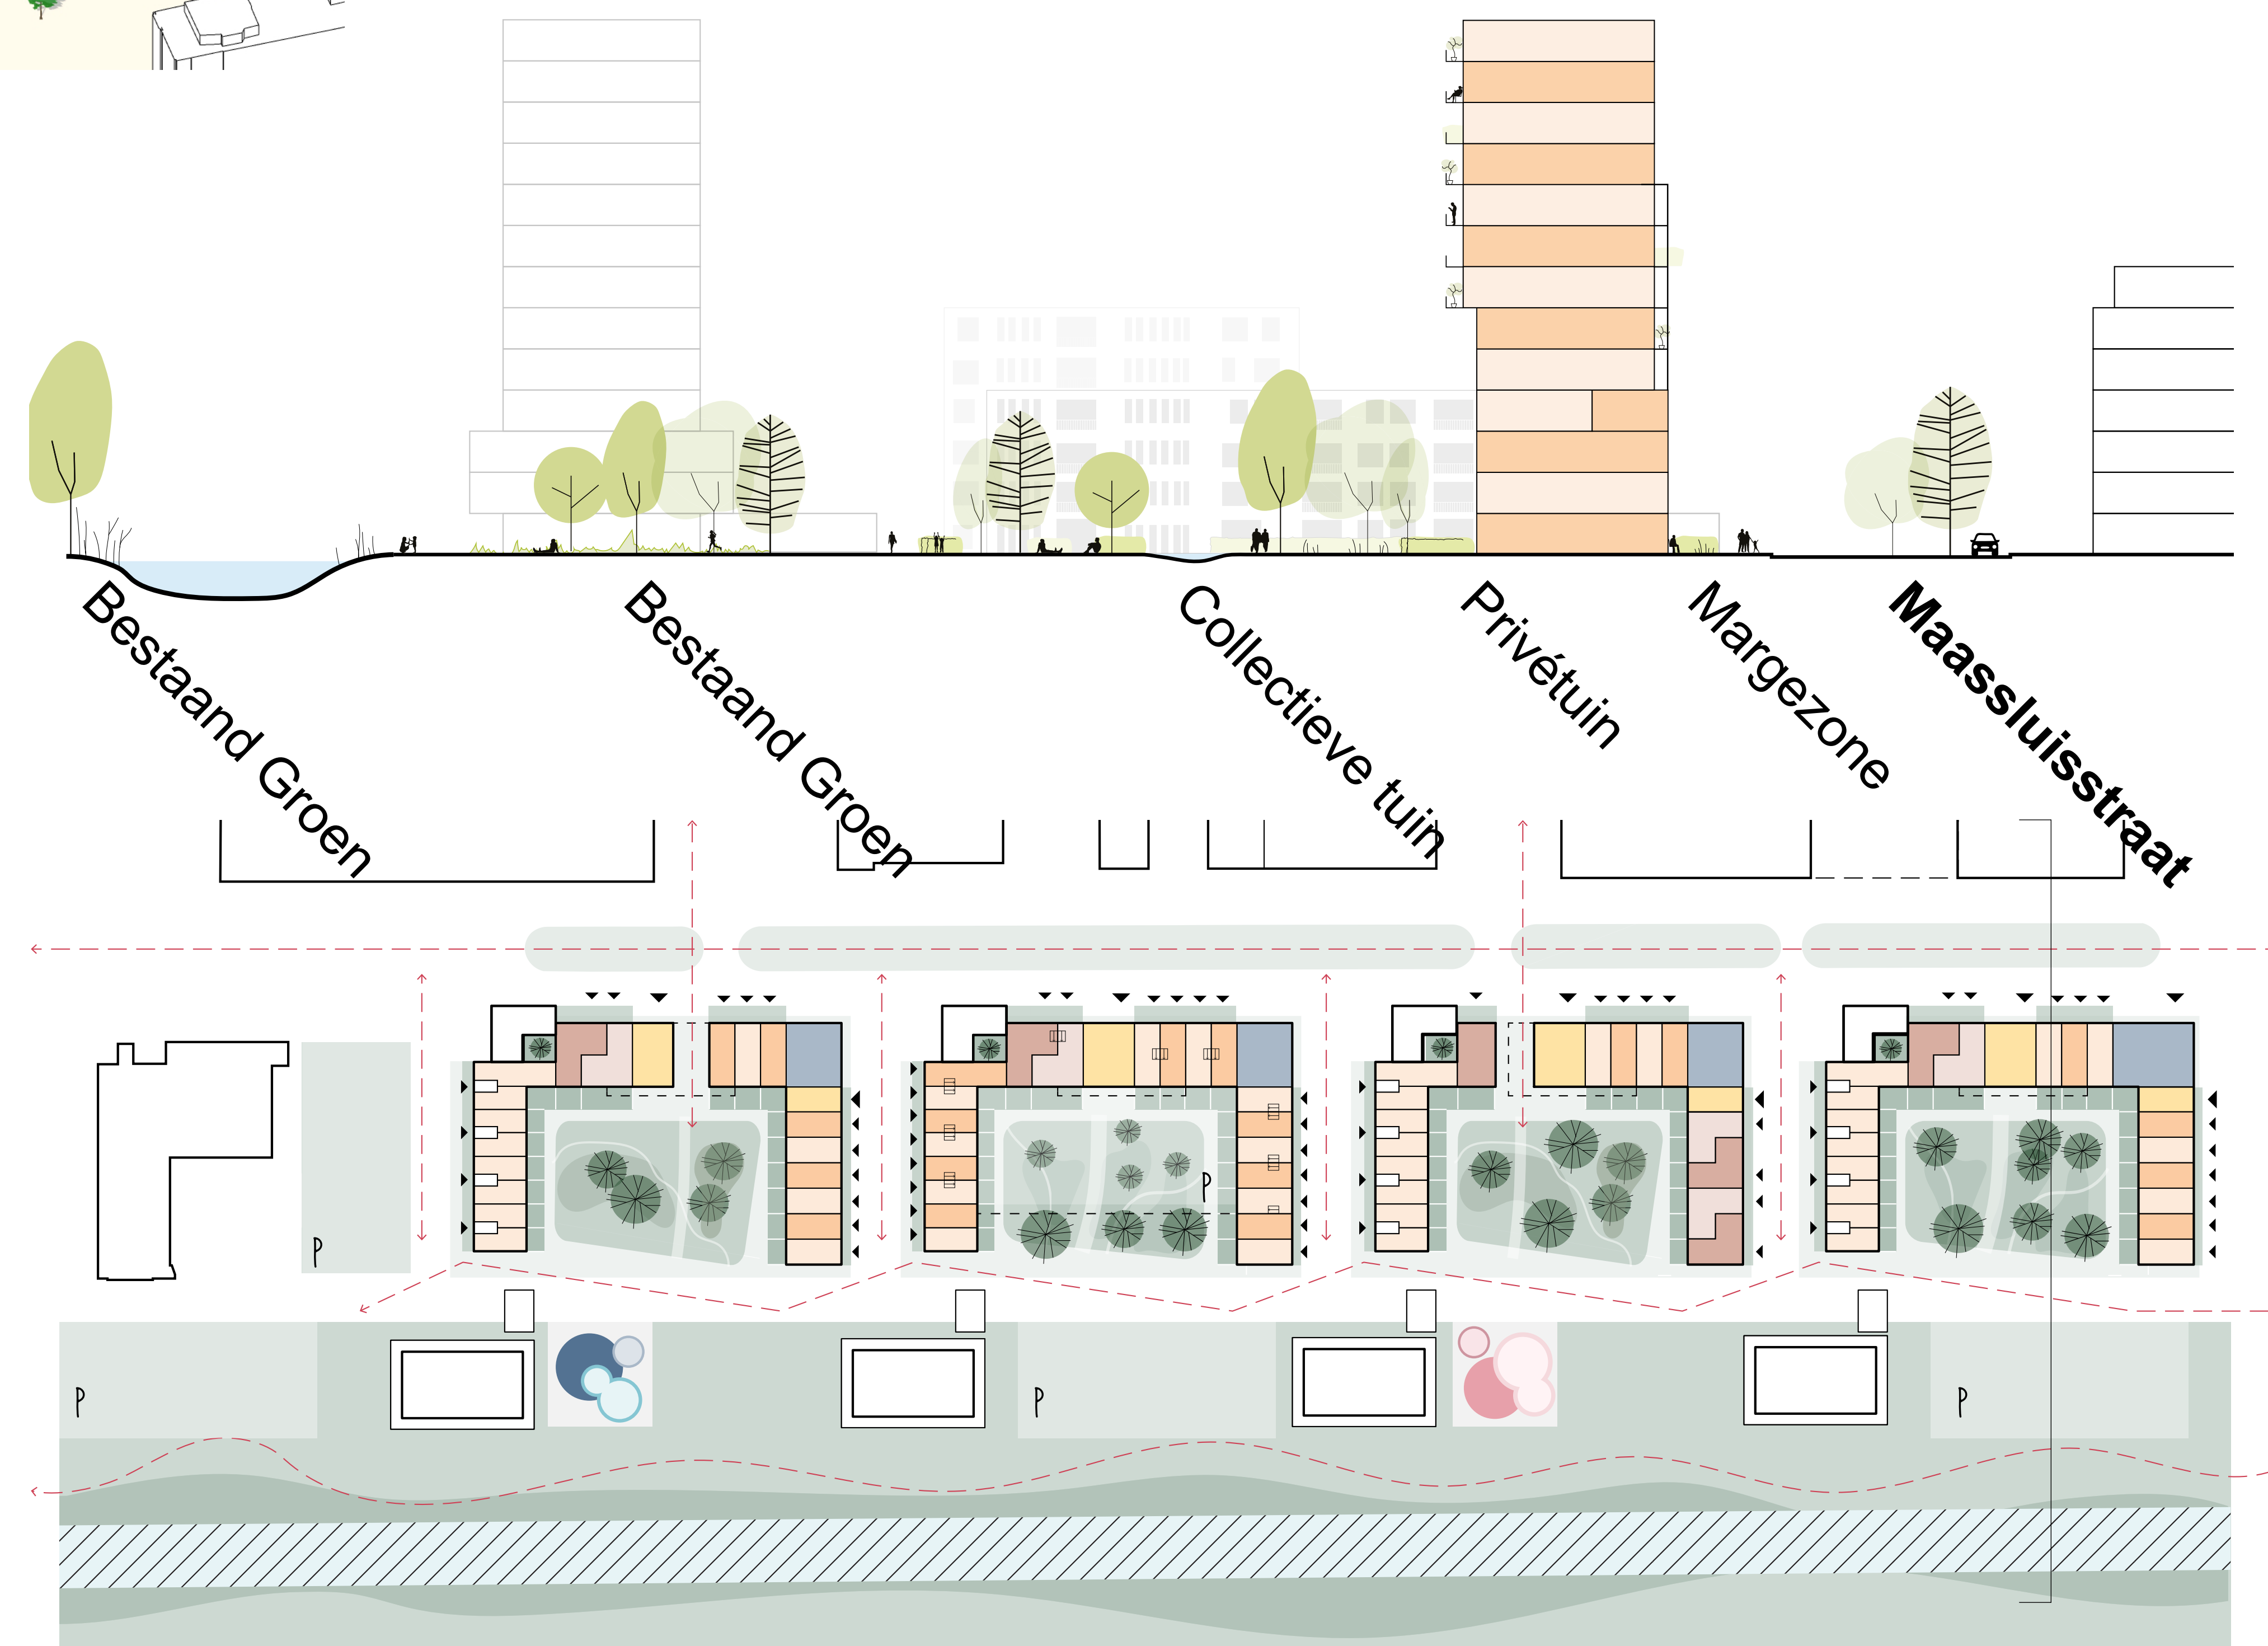 Bestaand Groen
Bestaand Groen
Collectieve tuin
Privétuin
Margezone
Maassluisstraat
P
P
P
P
P